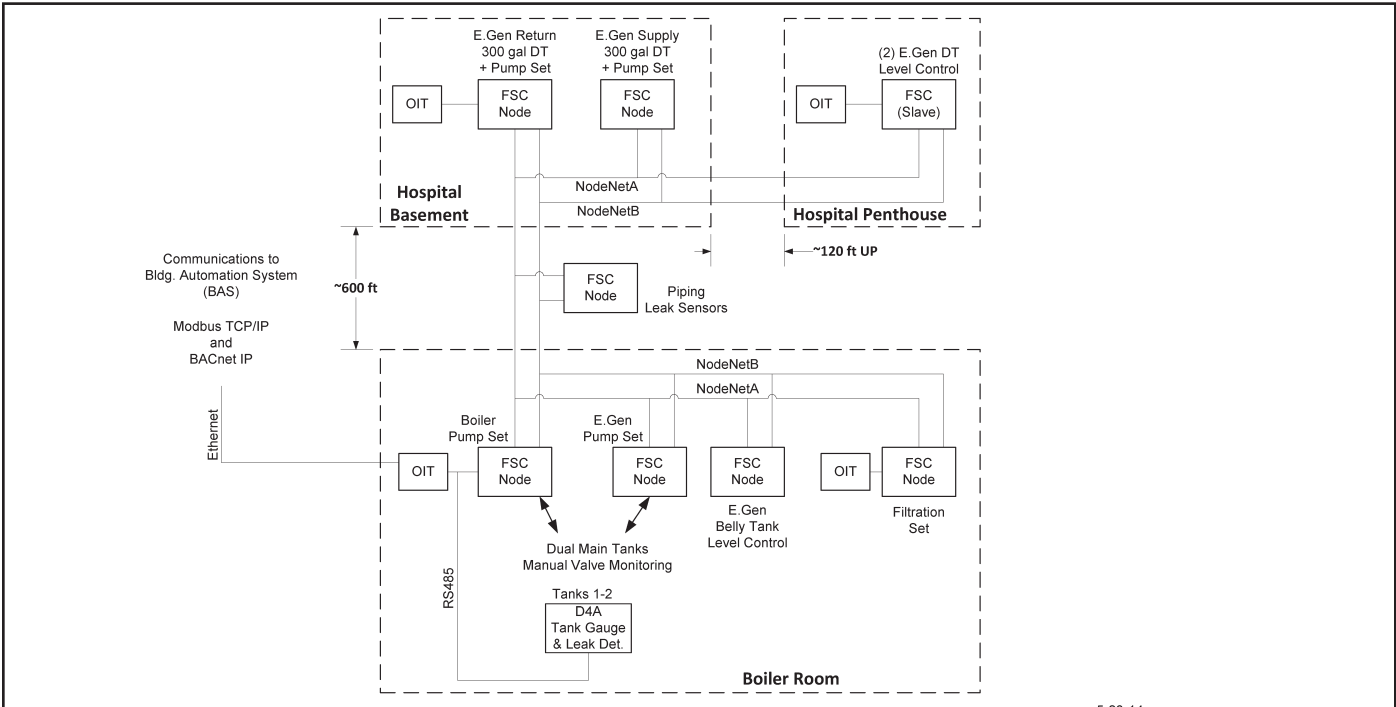 E.Gen Return
300 gal DT
+ Pump Set
E.Gen Supply
300 gal DT
+ Pump Set
(2) E.Gen DT
Level Control
OIT
FSC
Node
FSC
Node
OIT
FSC
(Slave)
NodeNetA
NodeNetB
Hospital
Basement
Hospital Penthouse
~120 ft UP
Communications to
Bldg. Automation System
(BAS)
Modbus TCP/IP
and
BACnet IP
~600 ft
FSC
Node
Piping
Leak Sensors
NodeNetB
NodeNetA
Ethernet
Boiler
Pump Set
E.Gen
Pump Set
OIT
FSC
Node
FSC
Node
FSC
Node
OIT
FSC
Node
E.Gen
Belly Tank
Level Control
Filtration
Set
Dual Main Tanks
Manual Valve Monitoring
RS485
Tanks 1-2
D4A
Tank Gauge
& Leak Det.
Boiler Room